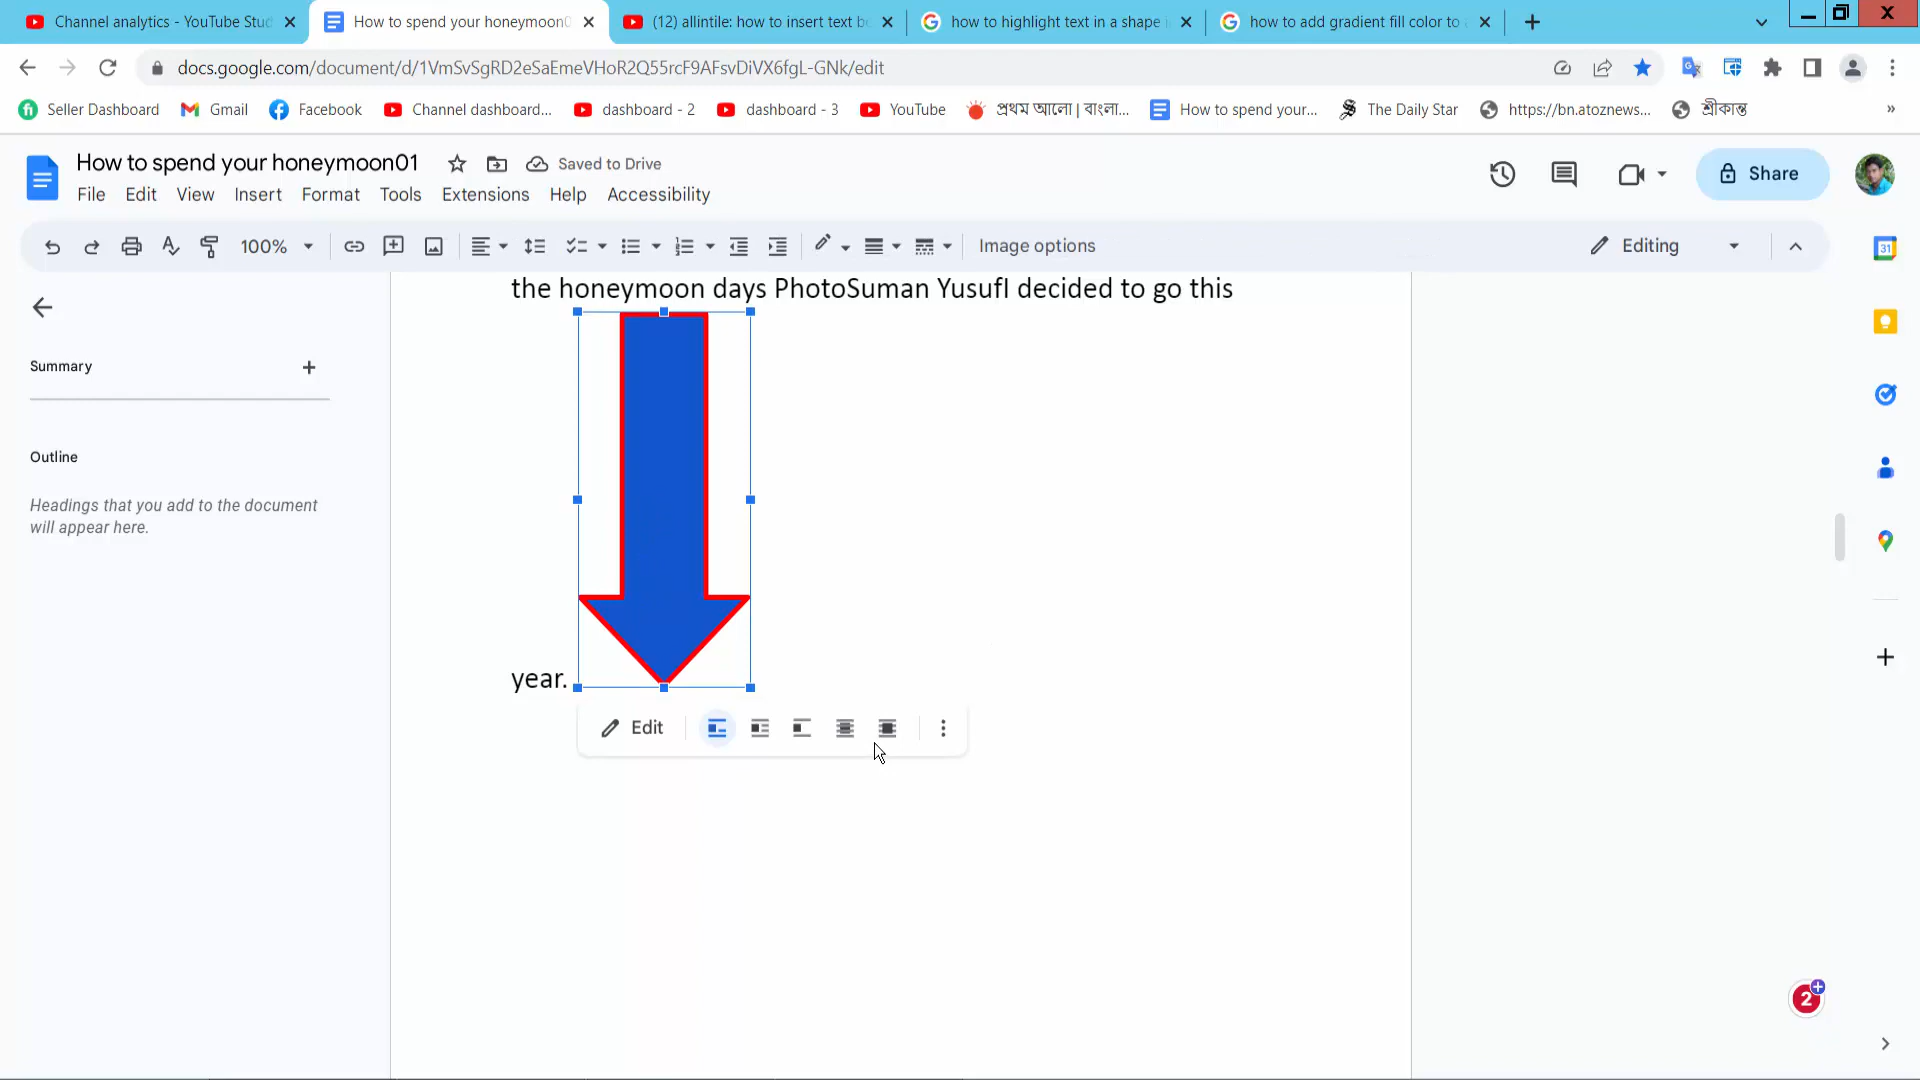 Channel analytics - YouTube Stud
How to spend your honeymoon0
(12) allintile: how to insert text be
how to highlight text in a shape i
how to add gradient fill color to a
docs.google.com/document/d/1VmSvSgRD2eSaEmeVHoR2Q55rcF9AFsvDiVX6fgL-GNk/edit
Seller Dashboard
Gmail
Facebook
Channel dashboard...
dashboard - 2
dashboard - 3
YouTube
প্রথম আলো | বাংলা...
How to spend your...
The Daily Star
https://bn.atoznews...
শ্রীকান্ত
»
How to spend your honeymoon01
Saved to Drive
File Edit View Insert Format Tools Extensions Help Accessibility
Share
100%
Image options
Editing
31
the honeymoon days PhotoSuman YusufI decided to go this
Summary
Outline
Headings that you add to the document
will appear here.
year.
Edit
2